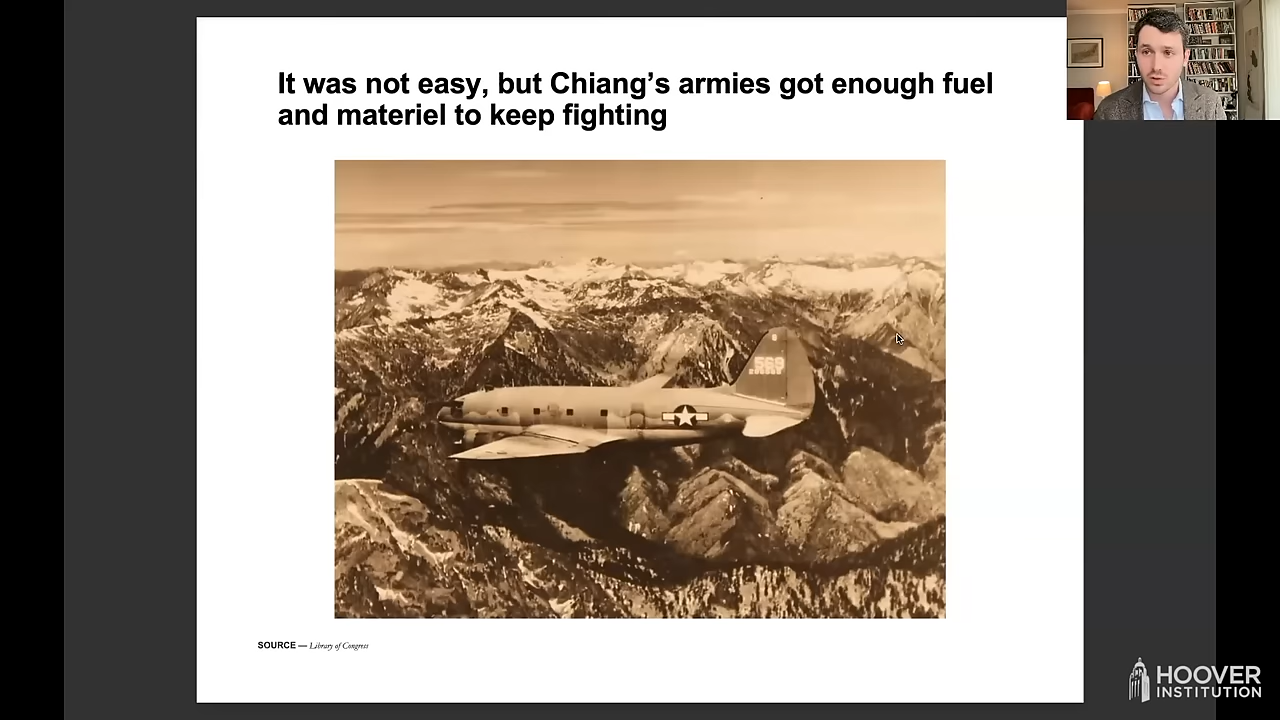 It was not easy, but Chiang’s armies got enough fuel
and materiel to keep fighting
569
SOURCE — Library of Congress
HOOVER
INSTITUTION